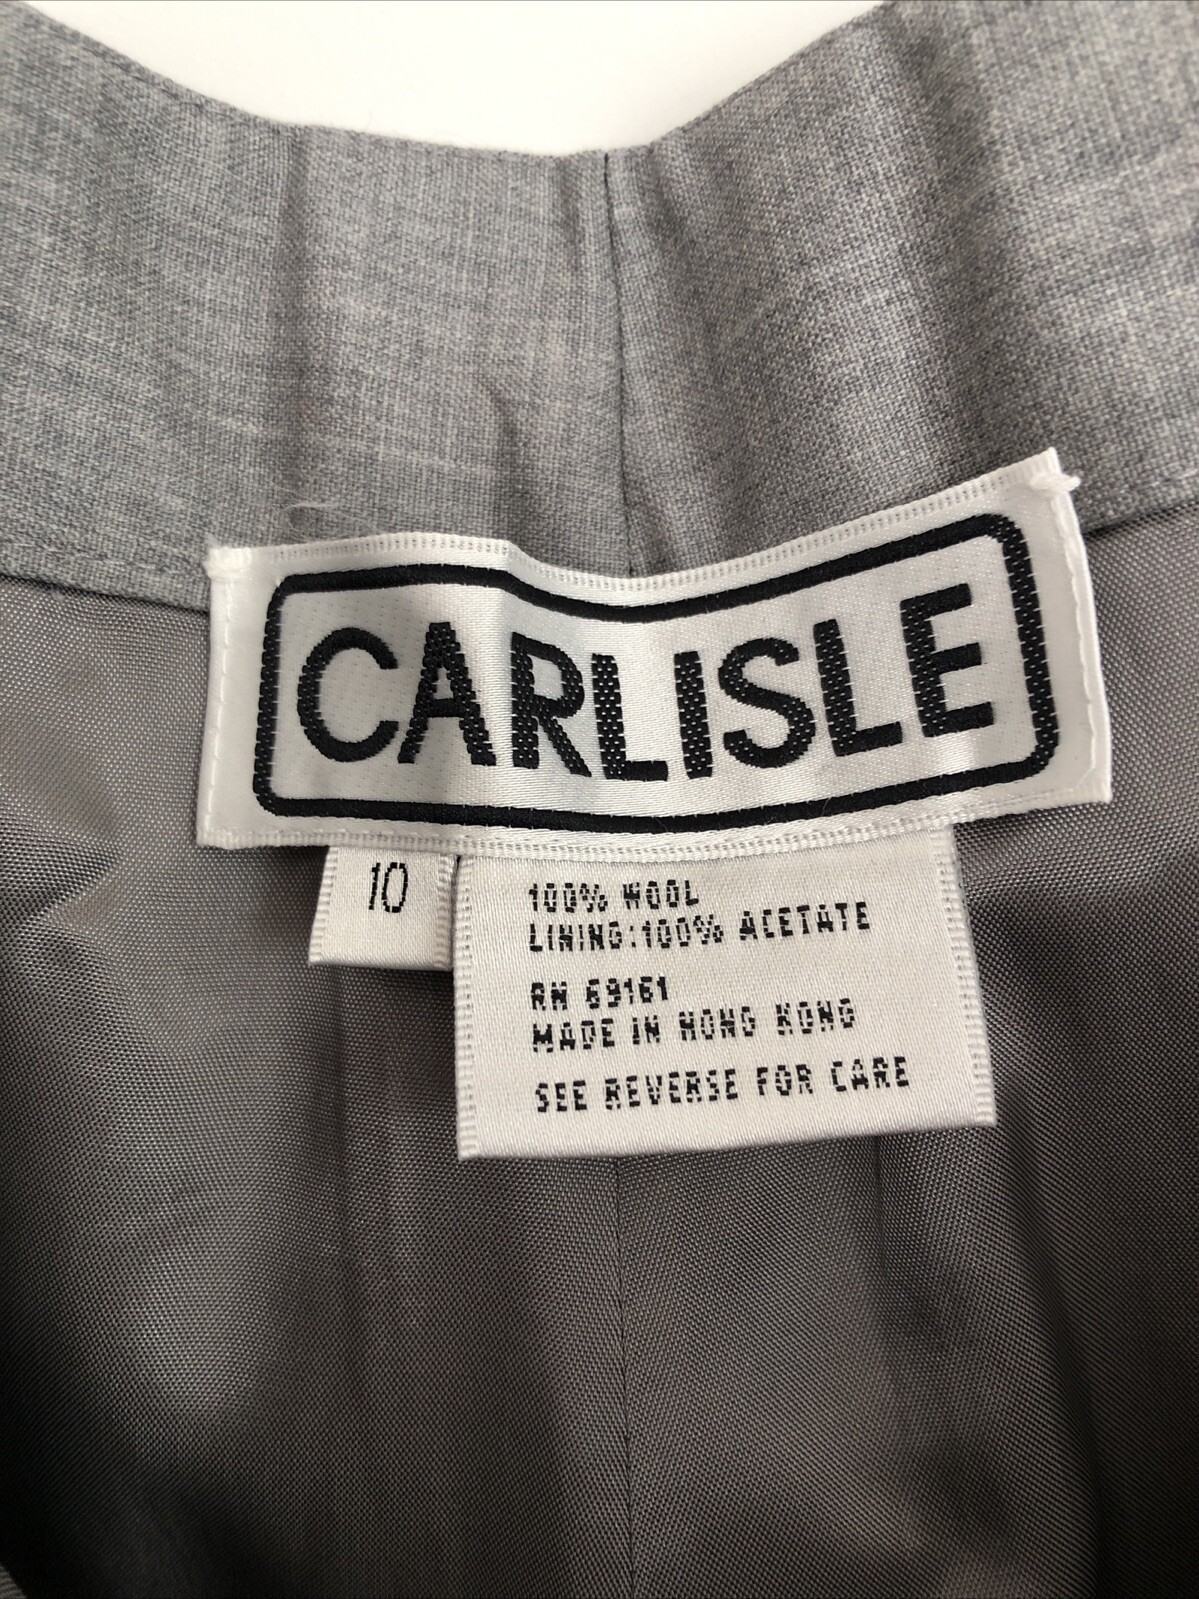 CARLISLE
10
100% WOOL
LINING:100% ACETATE
RN 69161
MADE IN HONG KONG
SEE REVERSE FOR CARE